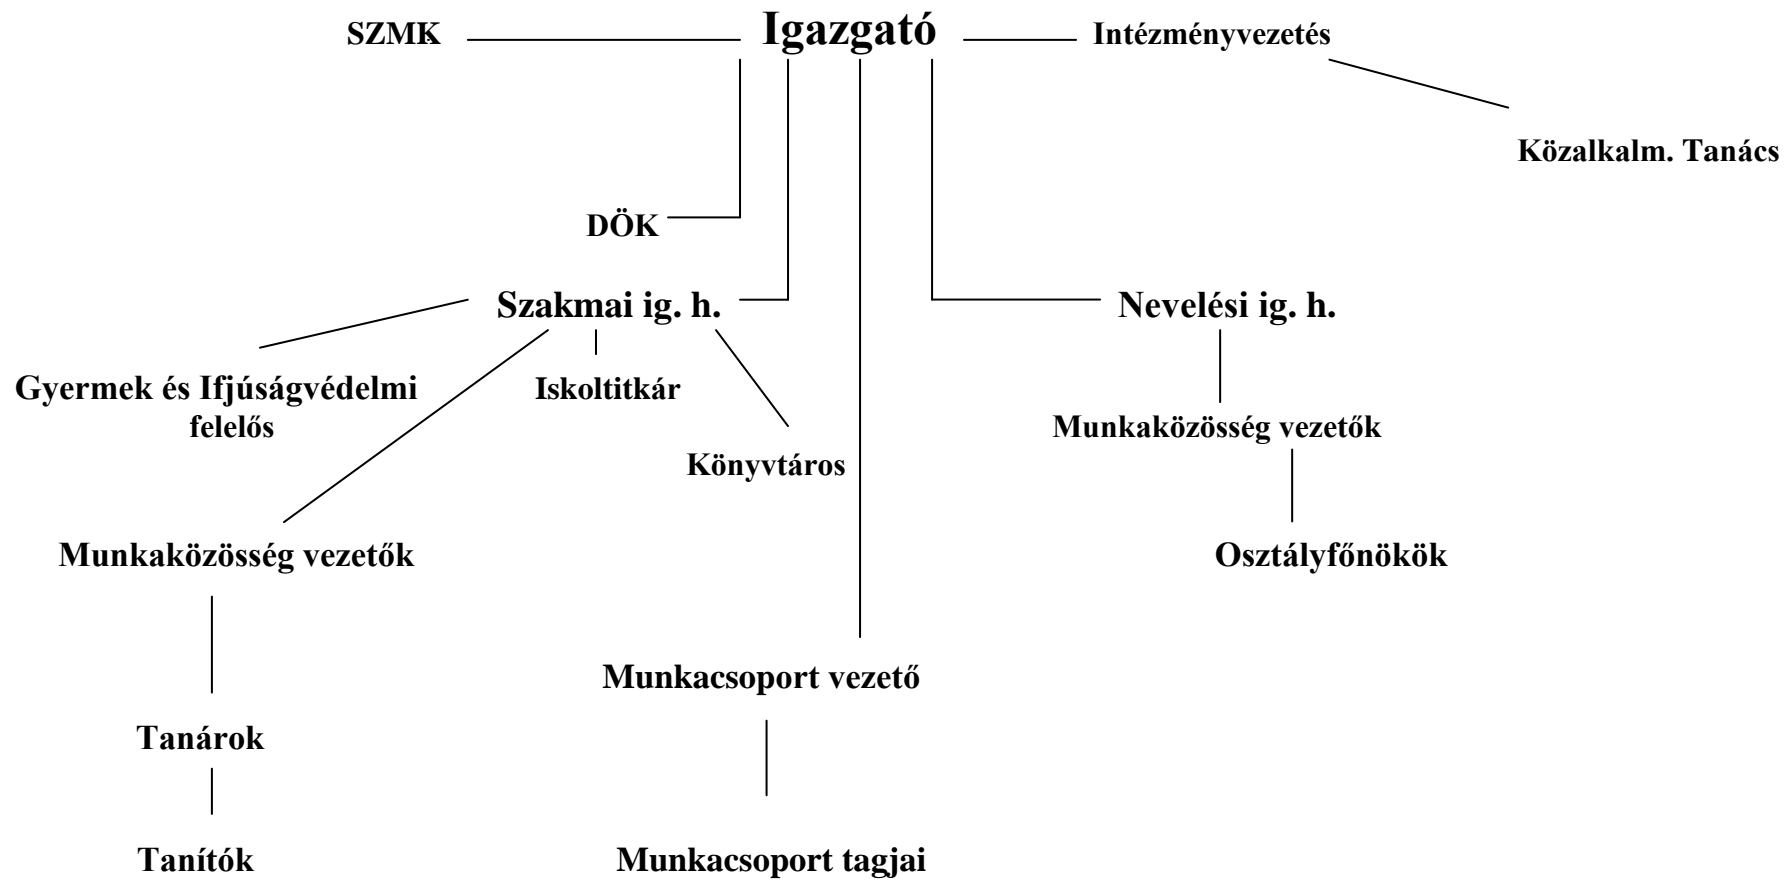 SZMK
Igazgató
Intézményvezetés
Közalkalm. Tanács
DÖK
Szakmai ig. h.
Nevelési ig. h.
Gyermek és Ifjúságvédelmi
felelős
Iskoltitkár
Munkaközösség vezetők
Könyvtáros
Munkaközösség vezetők
Osztályfőnökök
Munkacsoport vezető
Tanárok
Tanítók
Munkacsoport tagjai